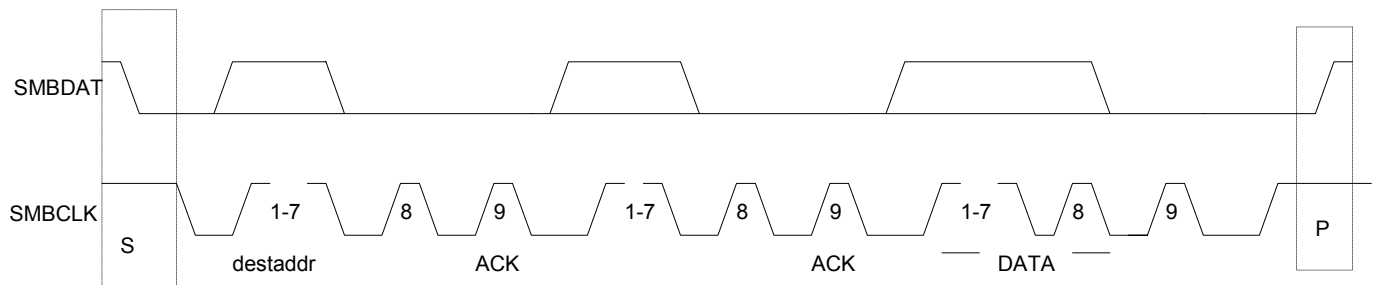 SMBDAT
SMBCLK
1-7 8 9 1-7 8 9 1-7 8 9
S P
destaddr ACK ACK DATA